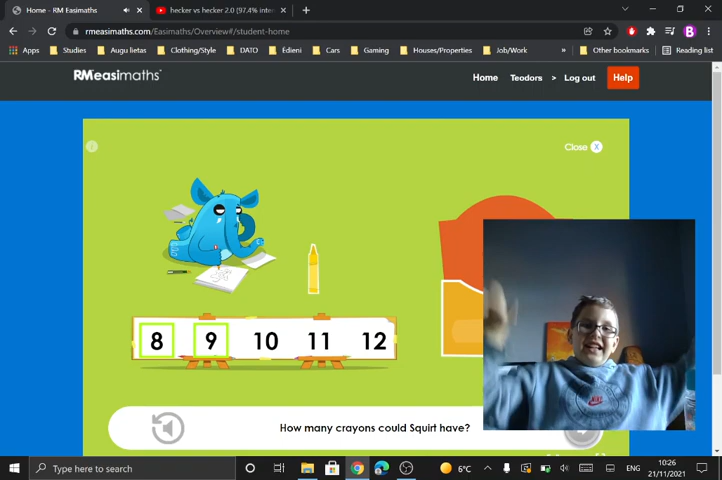 Home - RM Easimaths
hecker vs hecker 2.0 (97.4% inte
rmeasimaths.com/Easimaths/Overview#/student-home
Apps Studies Augu lietas Clothing/Style DATO Edieni Cars Gaming Houses/Properties Job/Work » Other bookmarks Reading list
RMeasimaths
Home Teodors > Log out Help
Close X
8 9 10 11 12
How many crayons could Squirt have?
Type here to search
6°C
ENG
10:26
21/11/2021